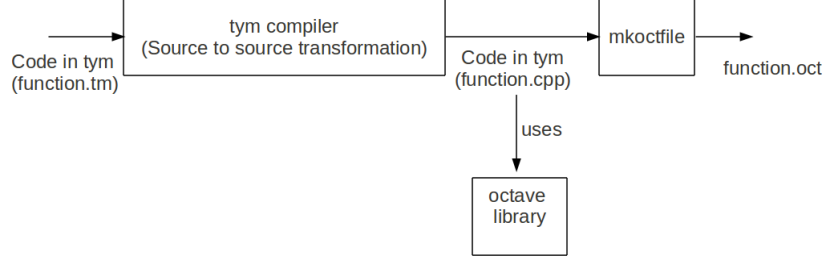 tym compiler
(Source to source transformation)
mkoctfile
Code in tym
(function.tm)
Code in tym
(function.cpp)
function.oct
uses
octave
library